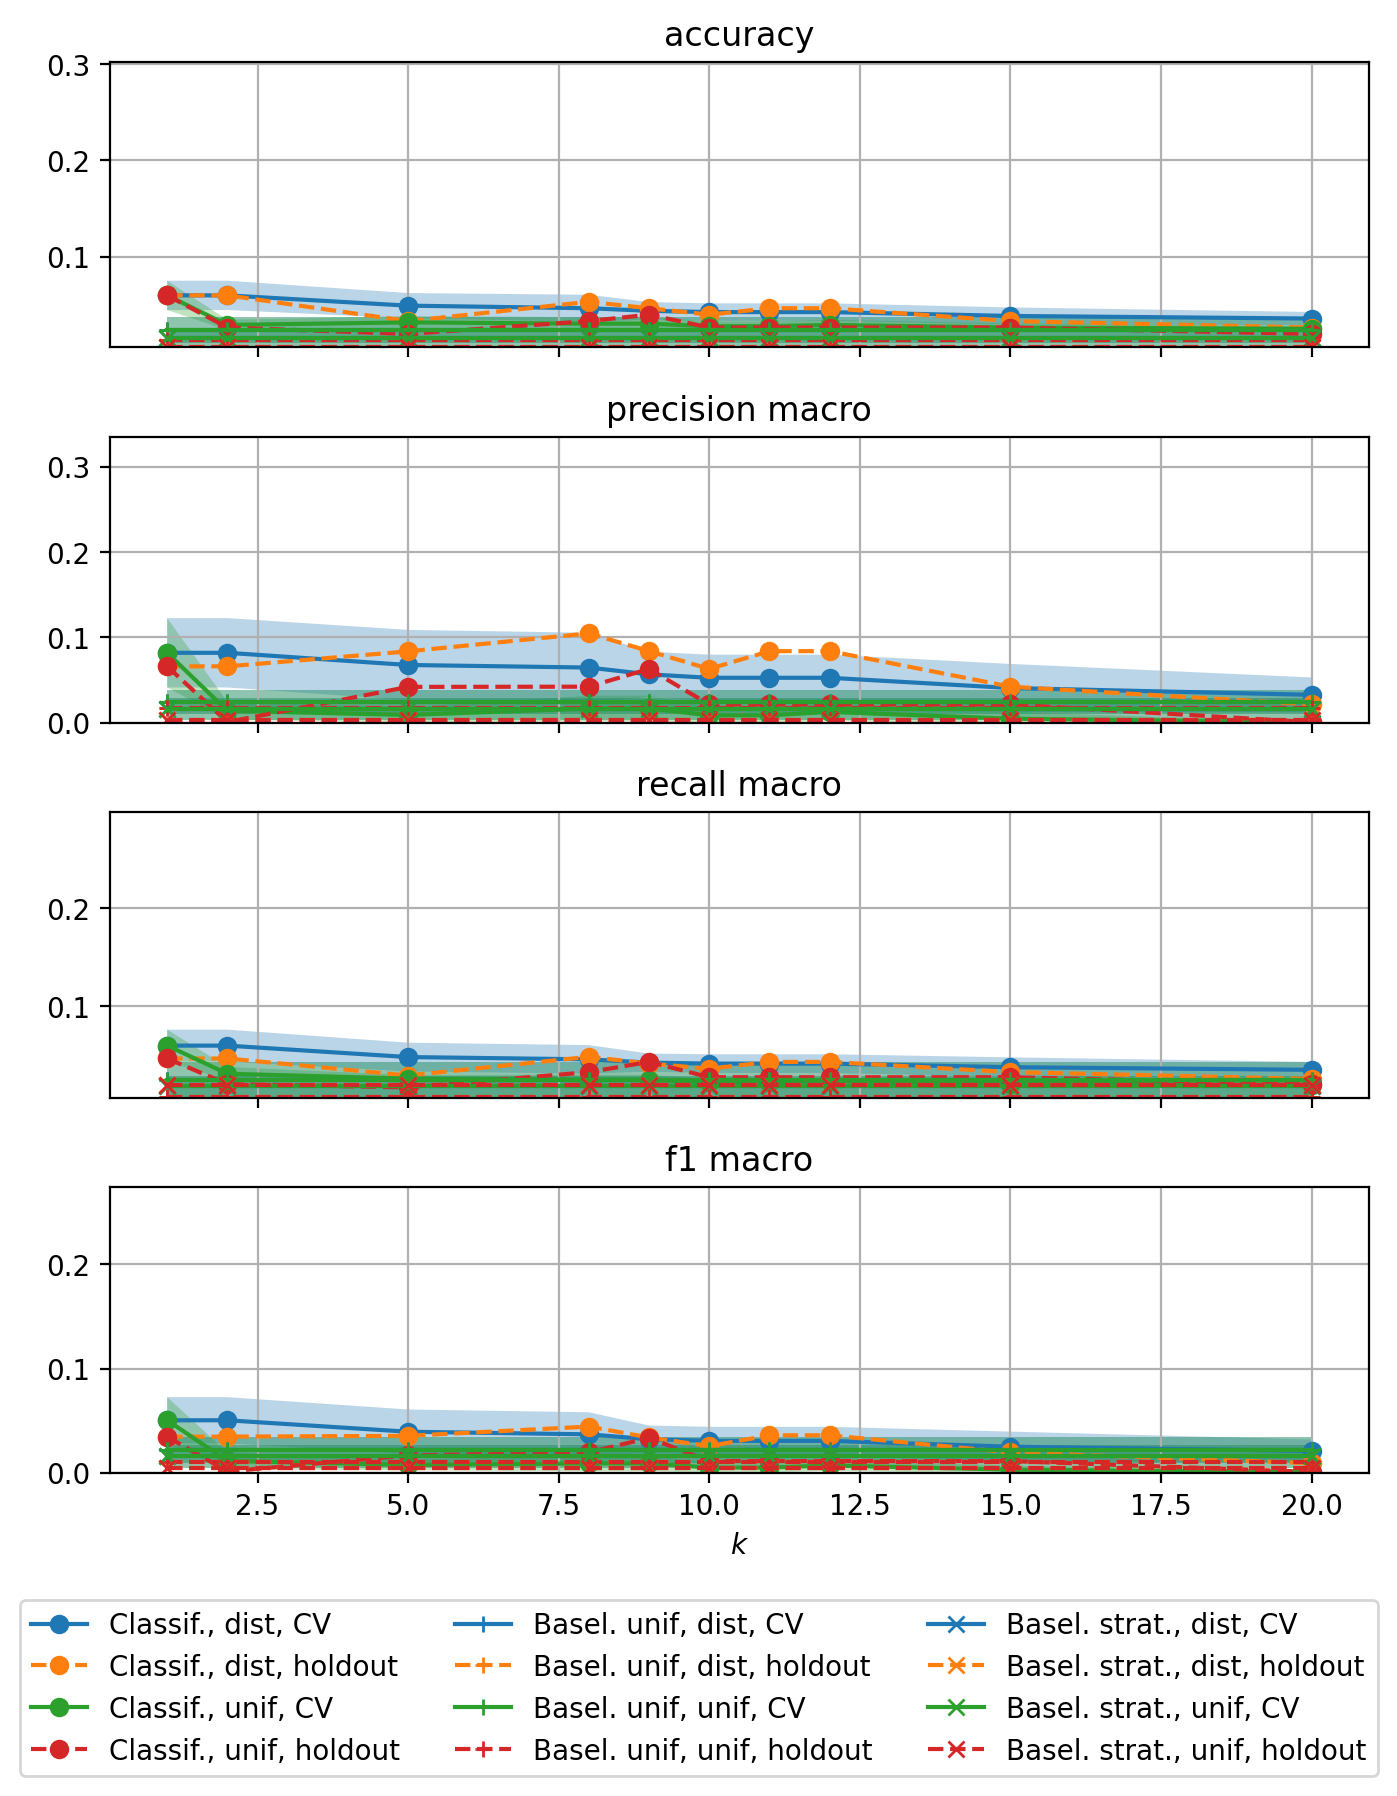 accuracy
0.3
0.2
0.1
precision macro
0.3
0.2
0.1
0.0
recall macro
0.2
0.1
f1 macro
0.2
0.1
0.0
2.5 5.0 7.5 10.0 12.5 15.0 17.5 20.0
k
Classif., dist, CV Basel. unif, dist, CV Basel. strat., dist, CV
Classif., dist, holdout Basel. unif, dist, holdout Basel. strat., dist, holdout
Classif., unif, CV Basel. unif, unif, CV Basel. strat., unif, CV
Classif., unif, holdout Basel. unif, unif, holdout Basel. strat., unif, holdout